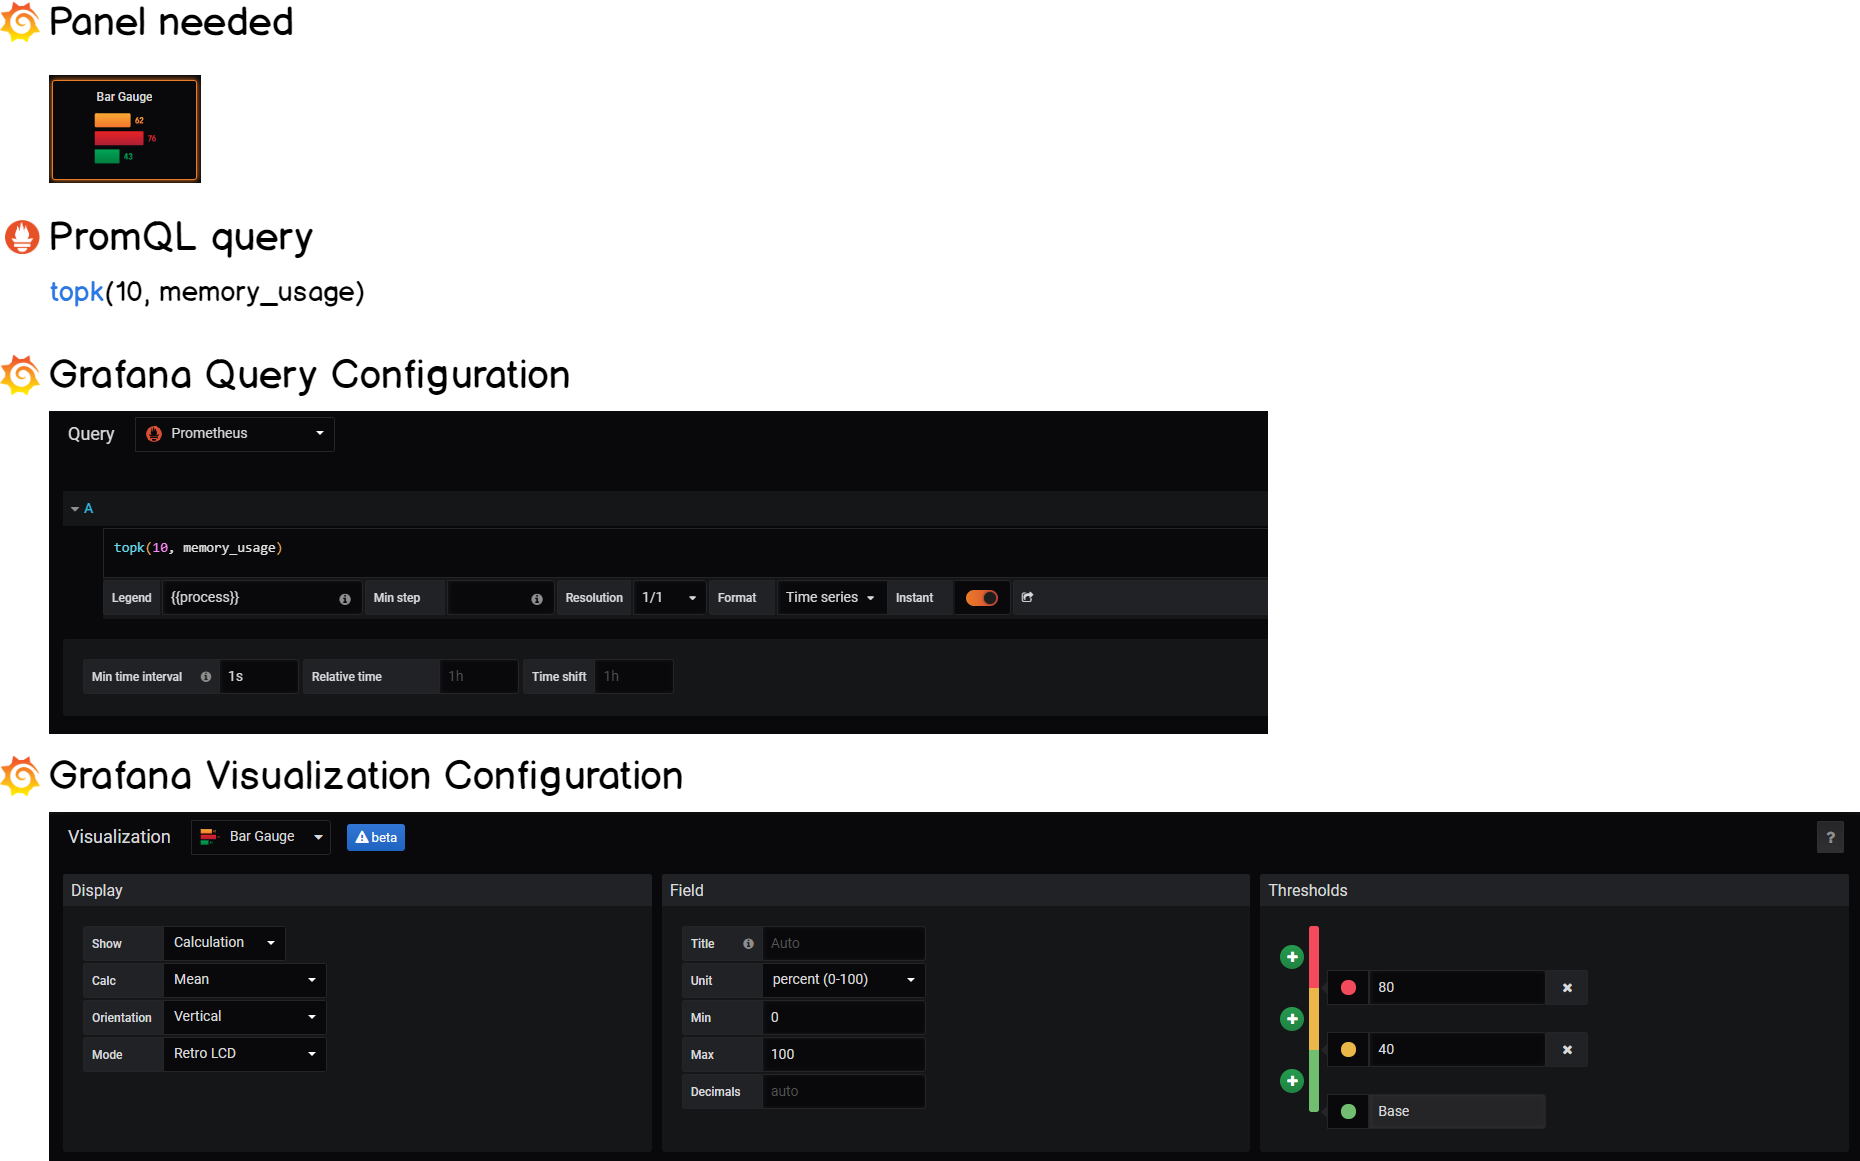 Panel needed
Bar Gauge
62
76
43
PromQL query
topk(10, memory_usage)
Grafana Query Configuration
Query Prometheus
A
topk(10, memory_usage)
Legend {{process}} Min step Resolution 1/1 Format Time series Instant
Min time interval 1s Relative time 1h Time shift 1h
Grafana Visualization Configuration
Visualization Bar Gauge beta ?
Display Field Thresholds
Show Calculation Title Auto
80
Calc Mean Unit percent (0-100)
Orientation Vertical Min 0
40
Mode Retro LCD Max 100
Decimals auto
Base